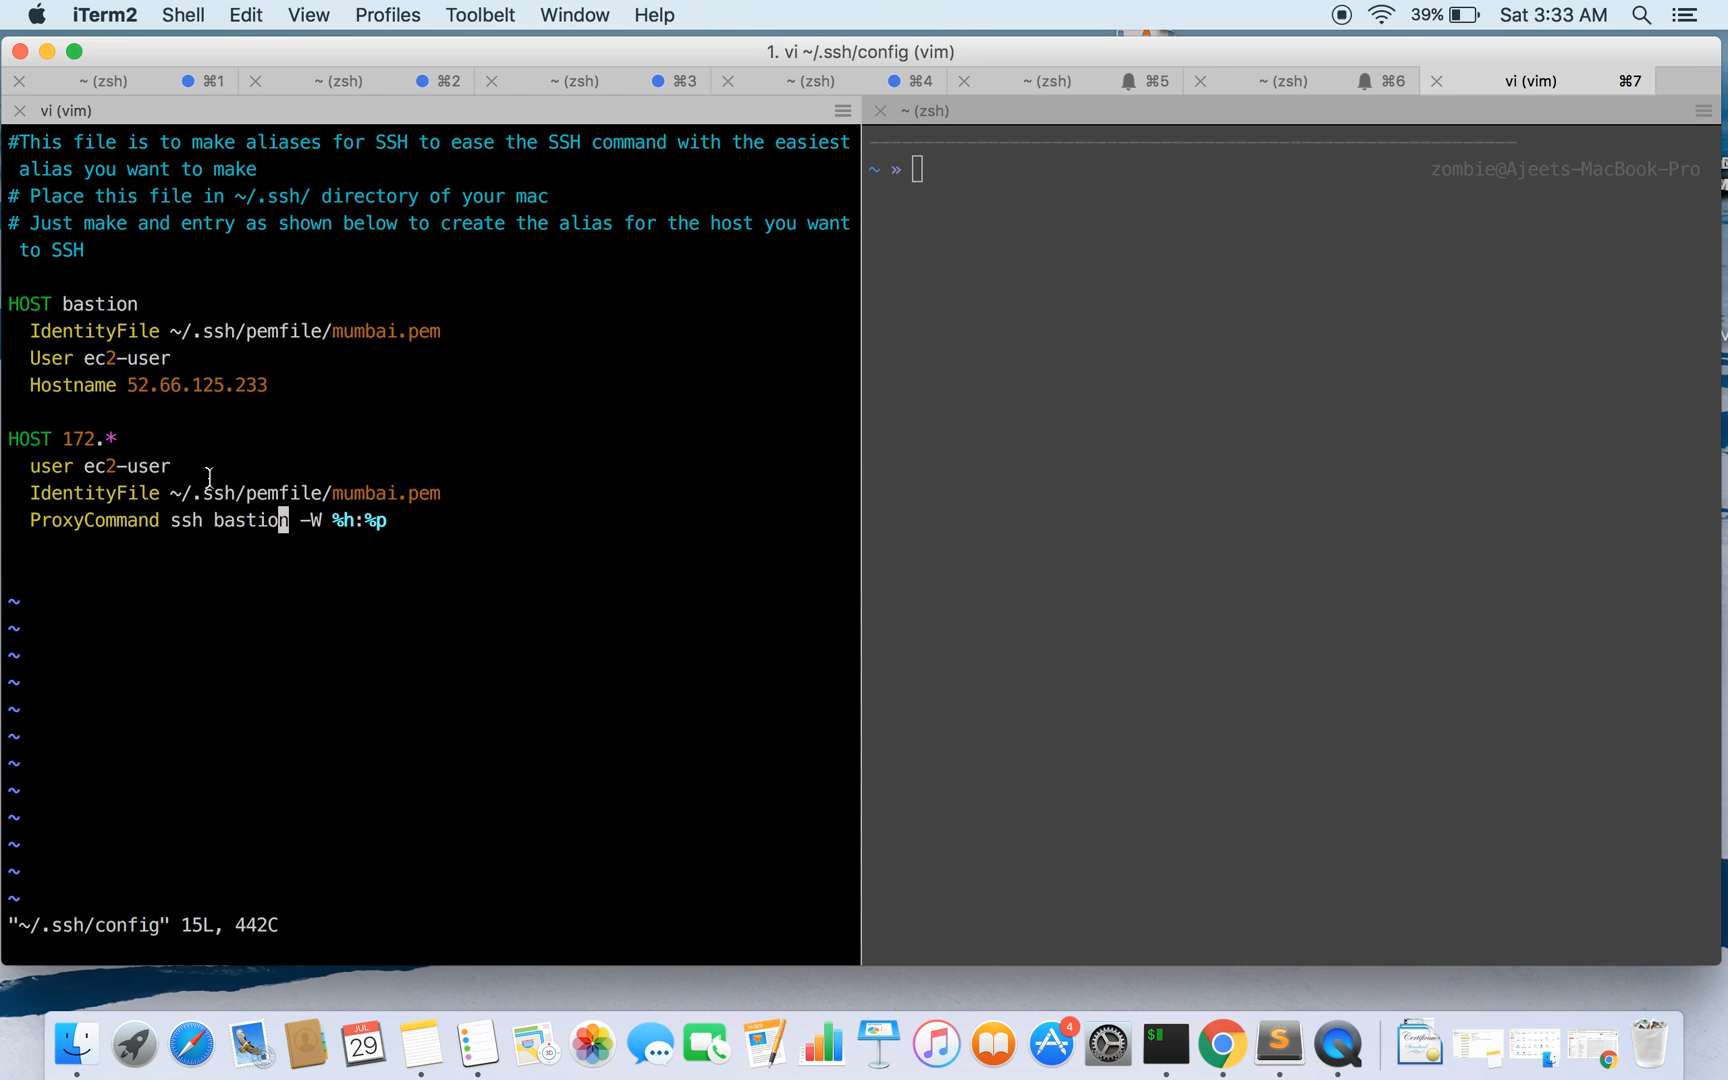 iTerm2 Shell Edit View Profiles Toolbelt Window Help 39% Sat 3:33 AM
1. vi ~/.ssh/config (vim)
~ (zsh) ⌘1 ~ (zsh) ⌘2 ~ (zsh) ⌘3 ~ (zsh) ⌘4 ~ (zsh) ⌘5 ~ (zsh) ⌘6 vi (vim) ⌘7
vi (vim) ~ (zsh)
#This file is to make aliases for SSH to ease the SSH command with the easiest
alias you want to make
# Place this file in ~/.ssh/ directory of your mac
# Just make and entry as shown below to create the alias for the host you want
to SSH
HOST bastion
IdentityFile ~/.ssh/pemfile/mumbai.pem
User ec2-user
Hostname 52.66.125.233
HOST 172.*
user ec2-user
IdentityFile ~/.ssh/pemfile/mumbai.pem
ProxyCommand ssh bastion -W %h:%p
~
~
~
~
~
~
~
~
~
~
~
~
"~/.ssh/config" 15L, 442C
~ » zombie@Ajeets-MacBook-Pro
JUL
29
4